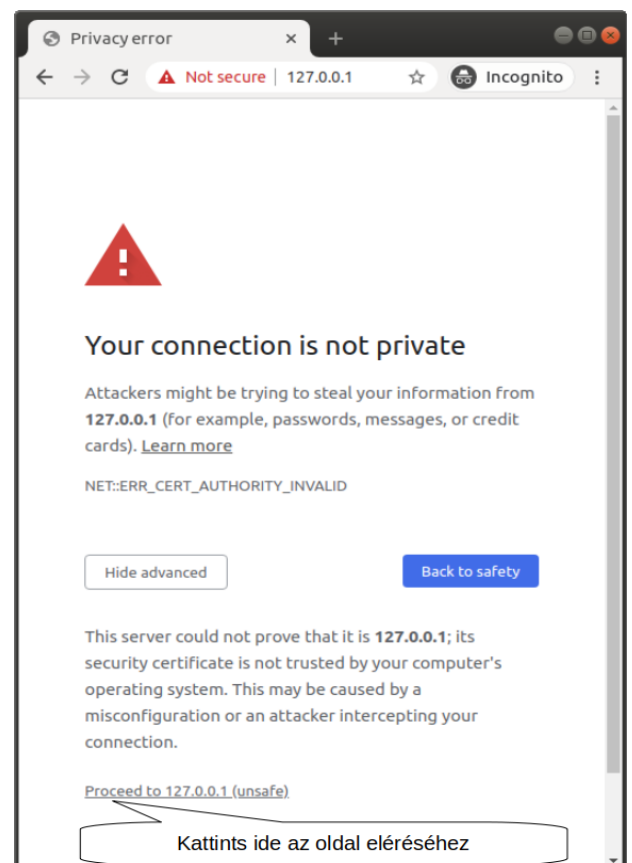 Privacy error
Not secure 127.0.0.1 Incognito
Your connection is not private
Attackers might be trying to steal your information from
127.0.0.1 (for example, passwords, messages, or credit
cards). Learn more
NET::ERR_CERT_AUTHORITY_INVALID
Hide advanced Back to safety
This server could not prove that it is 127.0.0.1; its
security certificate is not trusted by your computer's
operating system. This may be caused by a
misconfiguration or an attacker intercepting your
connection.
Proceed to 127.0.0.1 (unsafe)
Kattints ide az oldal eléréséhez